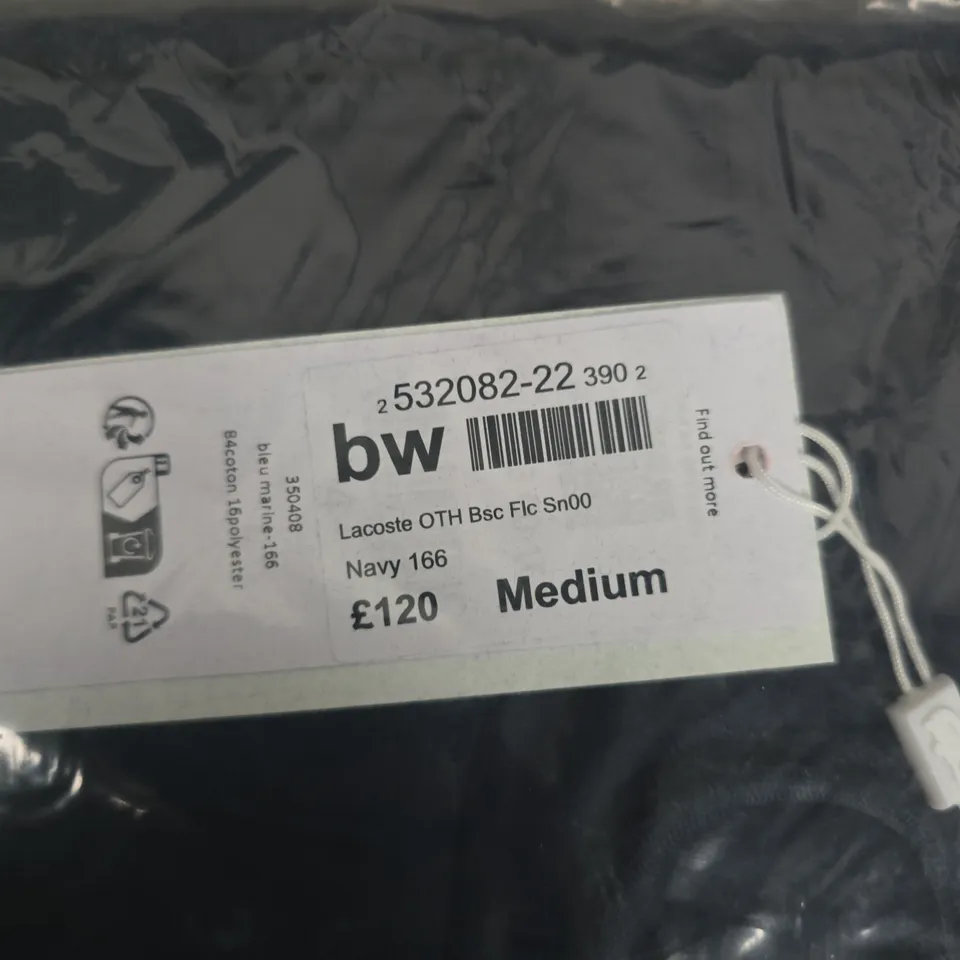 2 532082-22 390 2
bw
Lacoste OTH Bsc Flc Sn00
Navy 166
£120 Medium
Find out more
350408
bleu marine-166
84coton 16polyester
21
PAP